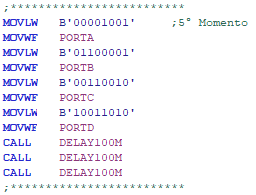 ;*************************
MOVLW B'00001001' ;5° Momento
MOVWF PORTA
MOVLW B'01100001'
MOVWF PORTB
MOVLW B'00110010'
MOVWF PORTC
MOVLW B'10011010'
MOVWF PORTD
CALL DELAY100M
CALL DELAY100M
CALL DELAY100M
;*************************